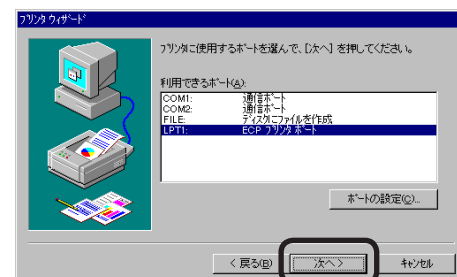 プリンタ ウィザード
プリンタに使用するポートを選んで、[次へ] を押してください。
利用できるポート(A):
COM1: 通信ポート
COM2: 通信ポート
FILE: ディスクにファイルを作成
LPT1: ECP プリンタ ポート
ポートの設定(C)...
< 戻る(B) 次へ > キャンセル